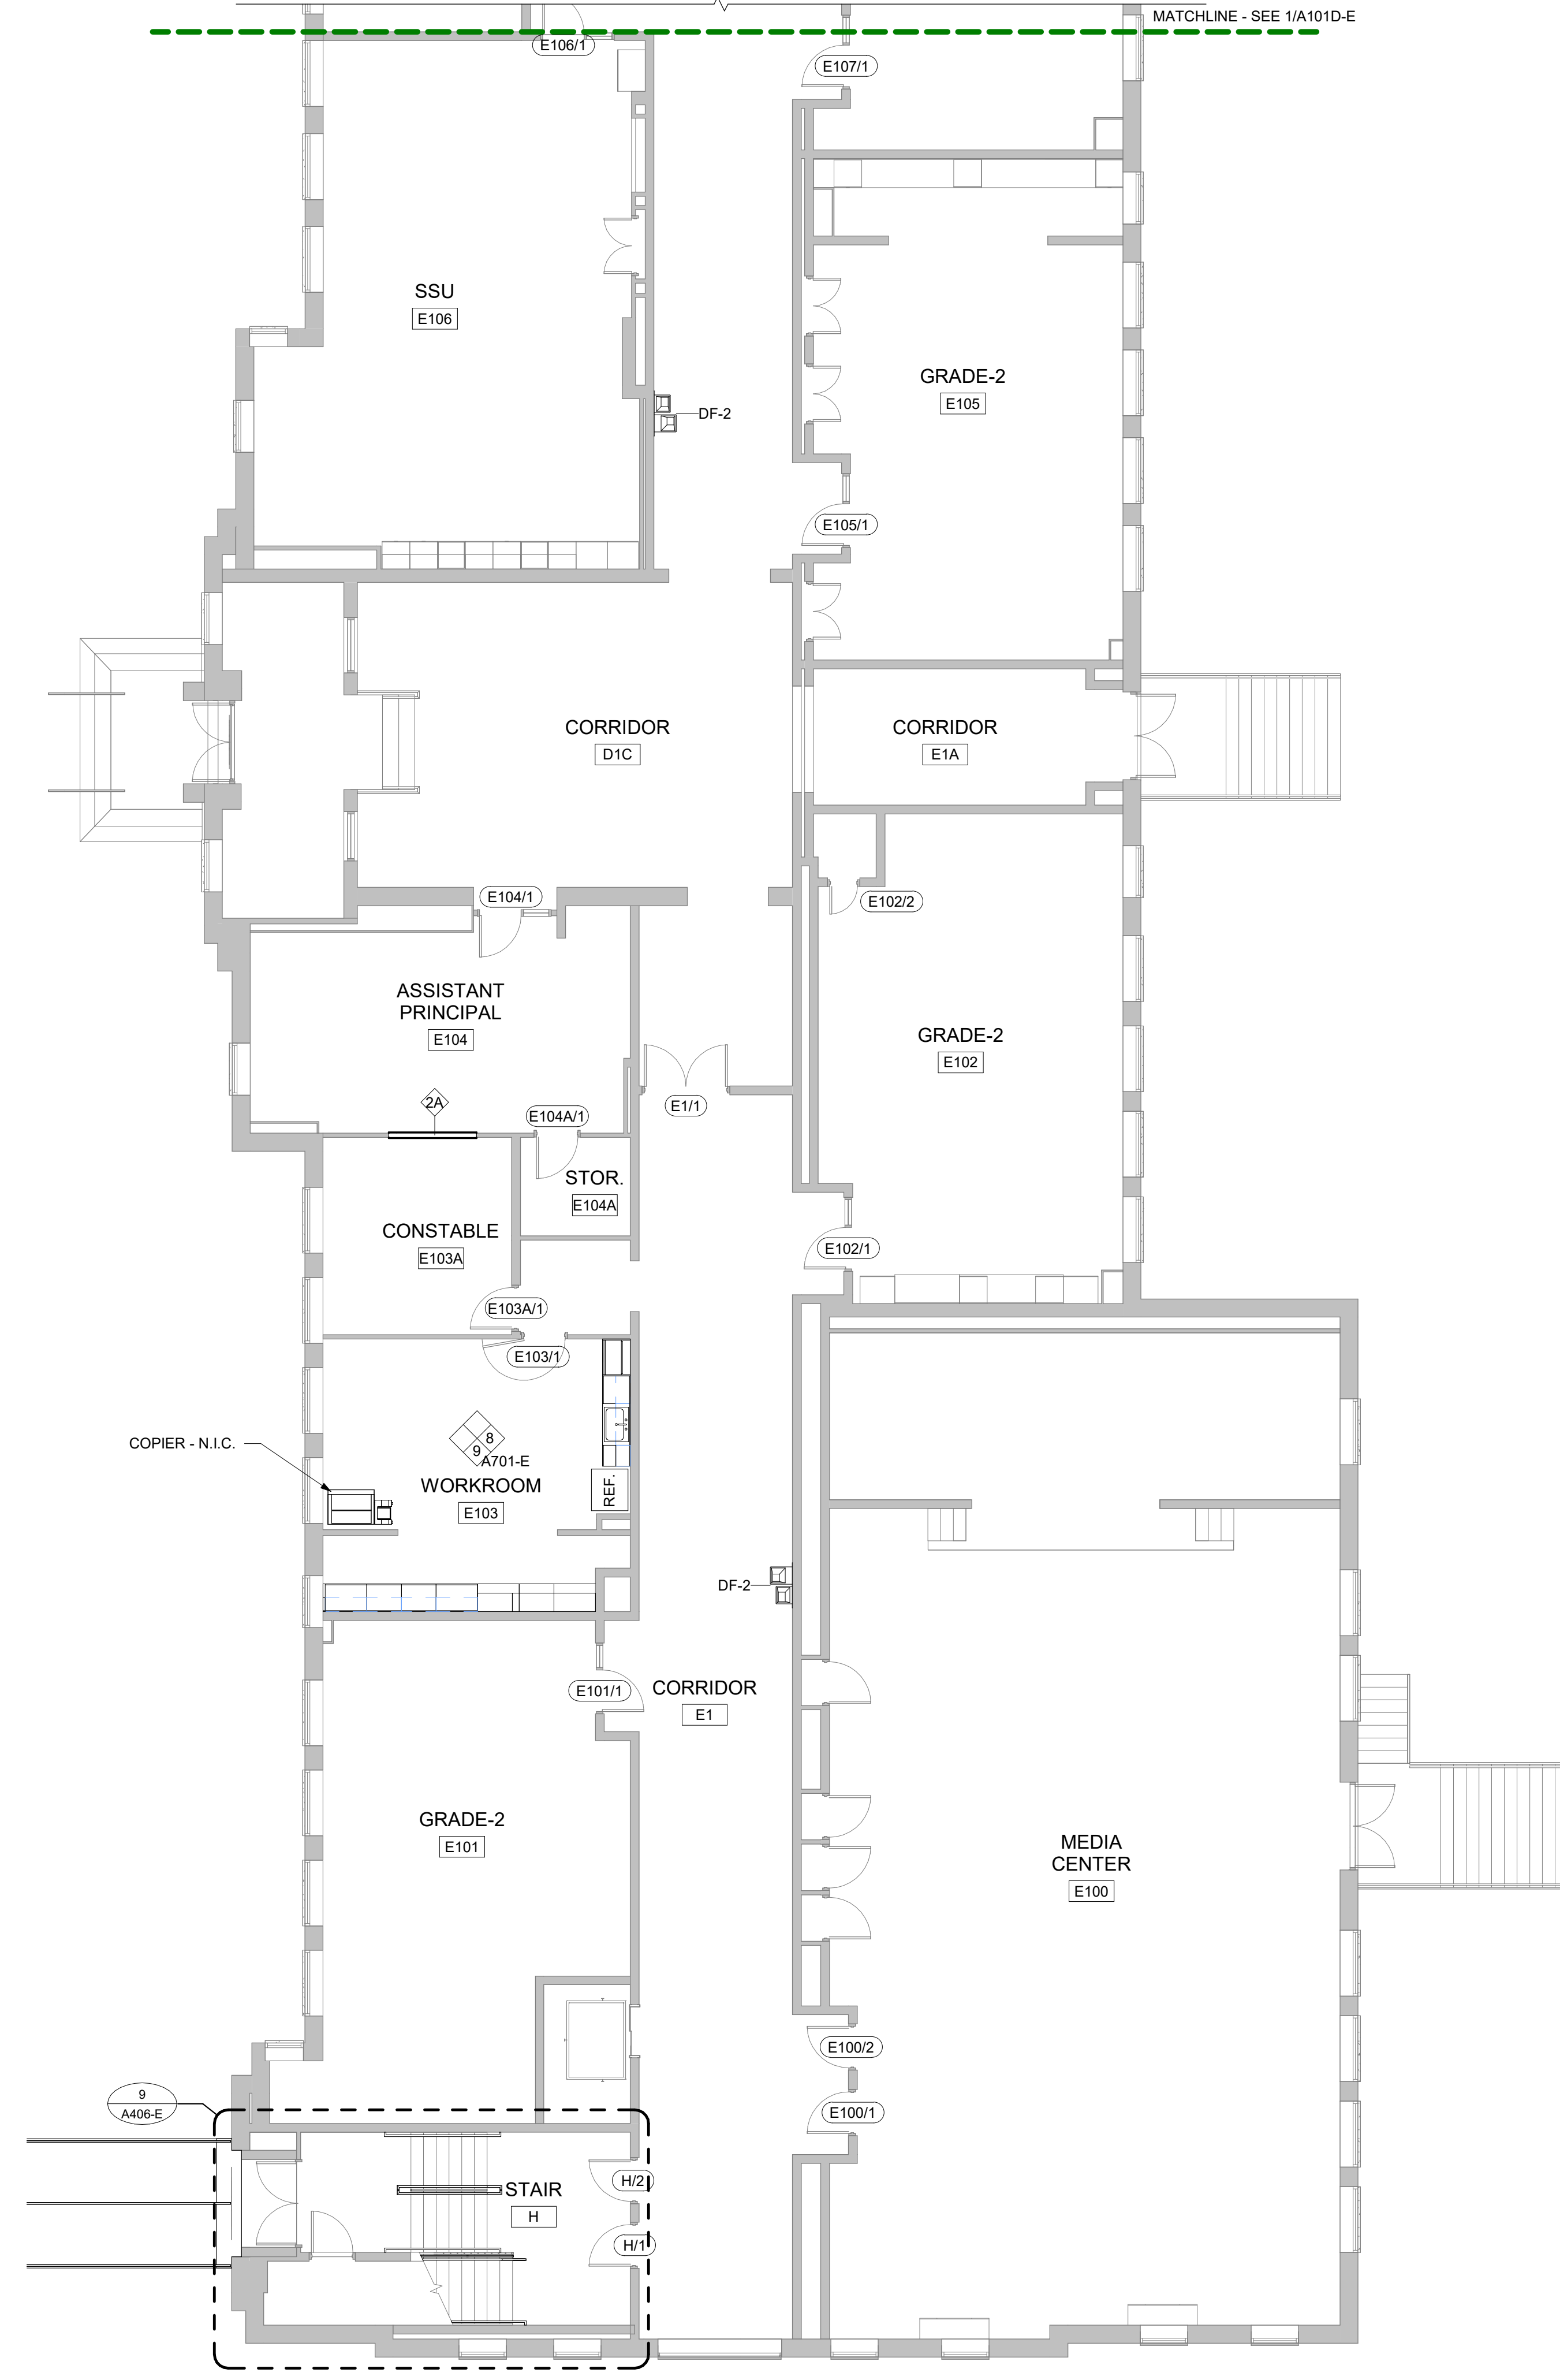 MATCHLINE - SEE 1/A101D-E
E106/1
E107/1
SSU
E106
GRADE-2
E105
DF-2
E105/1
CORRIDOR
D1C
CORRIDOR
E1A
E104/1
E102/2
ASSISTANT
PRINCIPAL
E104
GRADE-2
E102
2A
E104A/1
E1/1
STOR.
E104A
CONSTABLE
E103A
E102/1
E103A/1
E103/1
COPIER - N.I.C.
8
9
A701-E
WORKROOM
E103
REF.
DF-2
E101/1
CORRIDOR
E1
GRADE-2
E101
MEDIA
CENTER
E100
E100/2
9
A406-E
E100/1
H/2
STAIR
H
H/1